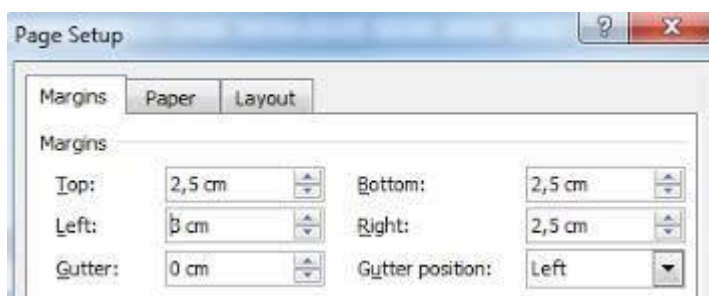 Page Setup
Margins Paper Layout
Margins
Top: 2,5 cm Bottom: 2,5 cm
Left: 3 cm Right: 2,5 cm
Gutter: 0 cm Gutter position: Left